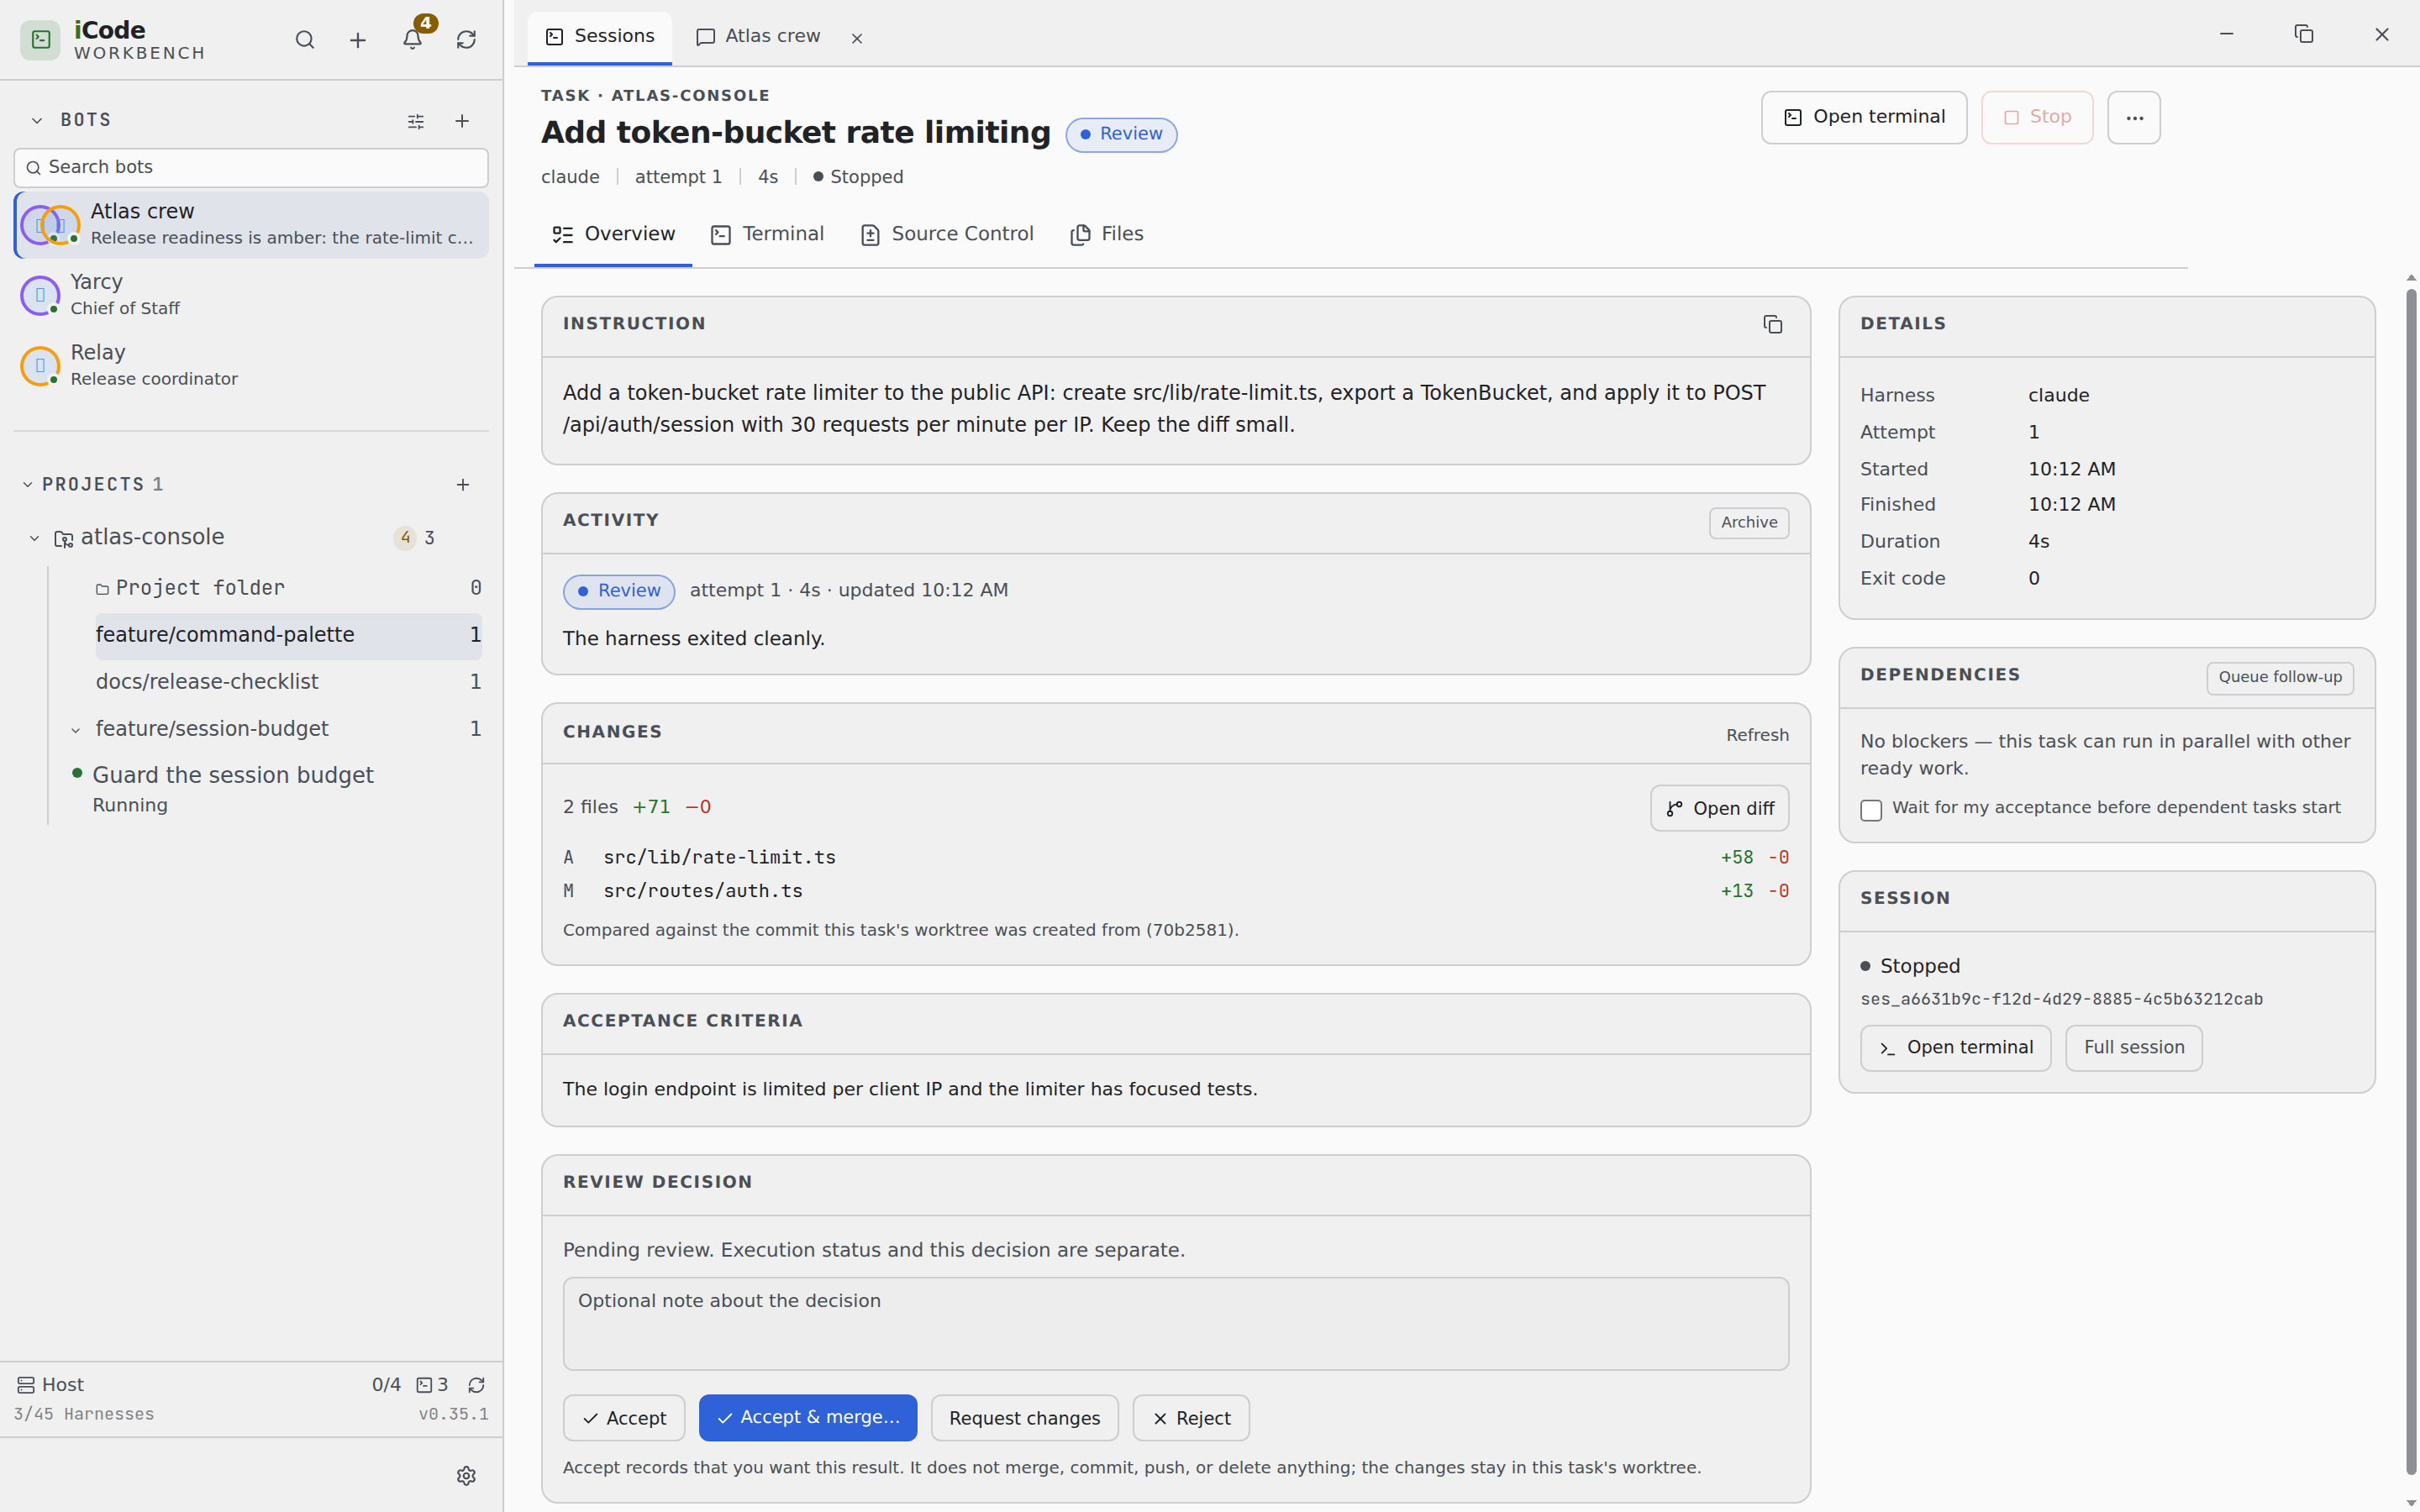 iCode
WORKBENCH
4
BOTS
Search bots
Atlas crew
Release readiness is amber: the rate-limit c...
Yarcy
Chief of Staff
Relay
Release coordinator
PROJECTS 1
atlas-console 4 3
Project folder 0
feature/command-palette 1
docs/release-checklist 1
feature/session-budget 1
Guard the session budget
Running
Host 0/4 3
3/45 Harnesses v0.35.1
Sessions Atlas crew
TASK · ATLAS-CONSOLE
Add token-bucket rate limiting Review
claude attempt 1 4s Stopped
Open terminal Stop
Overview Terminal Source Control Files
INSTRUCTION
Add a token-bucket rate limiter to the public API: create src/lib/rate-limit.ts, export a TokenBucket, and apply it to POST
/api/auth/session with 30 requests per minute per IP. Keep the diff small.
ACTIVITY Archive
Review attempt 1 · 4s · updated 10:12 AM
The harness exited cleanly.
CHANGES Refresh
2 files +71 −0 Open diff
A src/lib/rate-limit.ts +58 -0
M src/routes/auth.ts +13 -0
Compared against the commit this task's worktree was created from (70b2581).
ACCEPTANCE CRITERIA
The login endpoint is limited per client IP and the limiter has focused tests.
REVIEW DECISION
Pending review. Execution status and this decision are separate.
Optional note about the decision
Accept Accept & merge... Request changes Reject
Accept records that you want this result. It does not merge, commit, push, or delete anything; the changes stay in this task's worktree.
DETAILS
Harness claude
Attempt 1
Started 10:12 AM
Finished 10:12 AM
Duration 4s
Exit code 0
DEPENDENCIES Queue follow-up
No blockers — this task can run in parallel with other
ready work.
Wait for my acceptance before dependent tasks start
SESSION
Stopped
ses_a6631b9c-f12d-4d29-8885-4c5b63212cab
Open terminal Full session